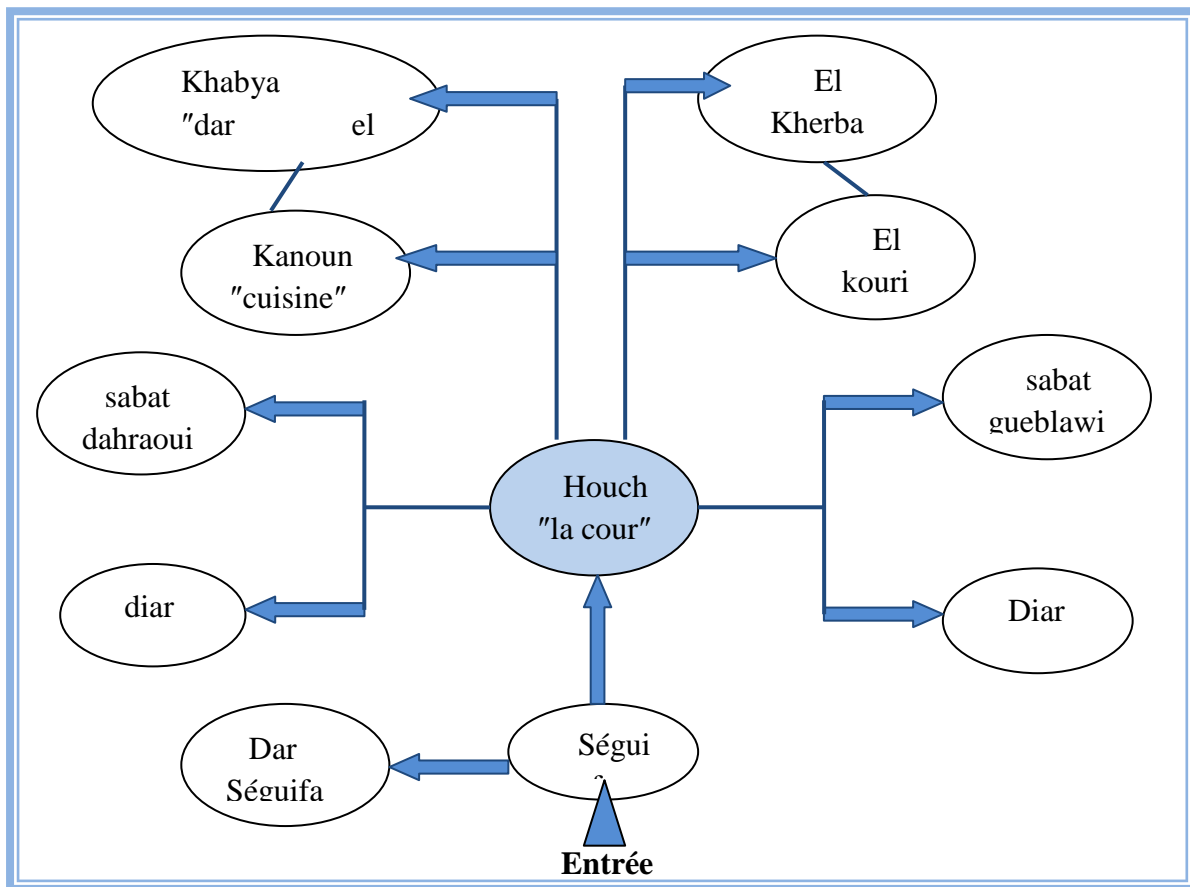 Khabya
"dar el
El
Kherba
Kanoun
"cuisine"
El
kouri
sabat
dahraoui
sabat
gueblawi
Houch
"la cour"
diar
Diar
Dar
Séguifa
Ségui
Entrée